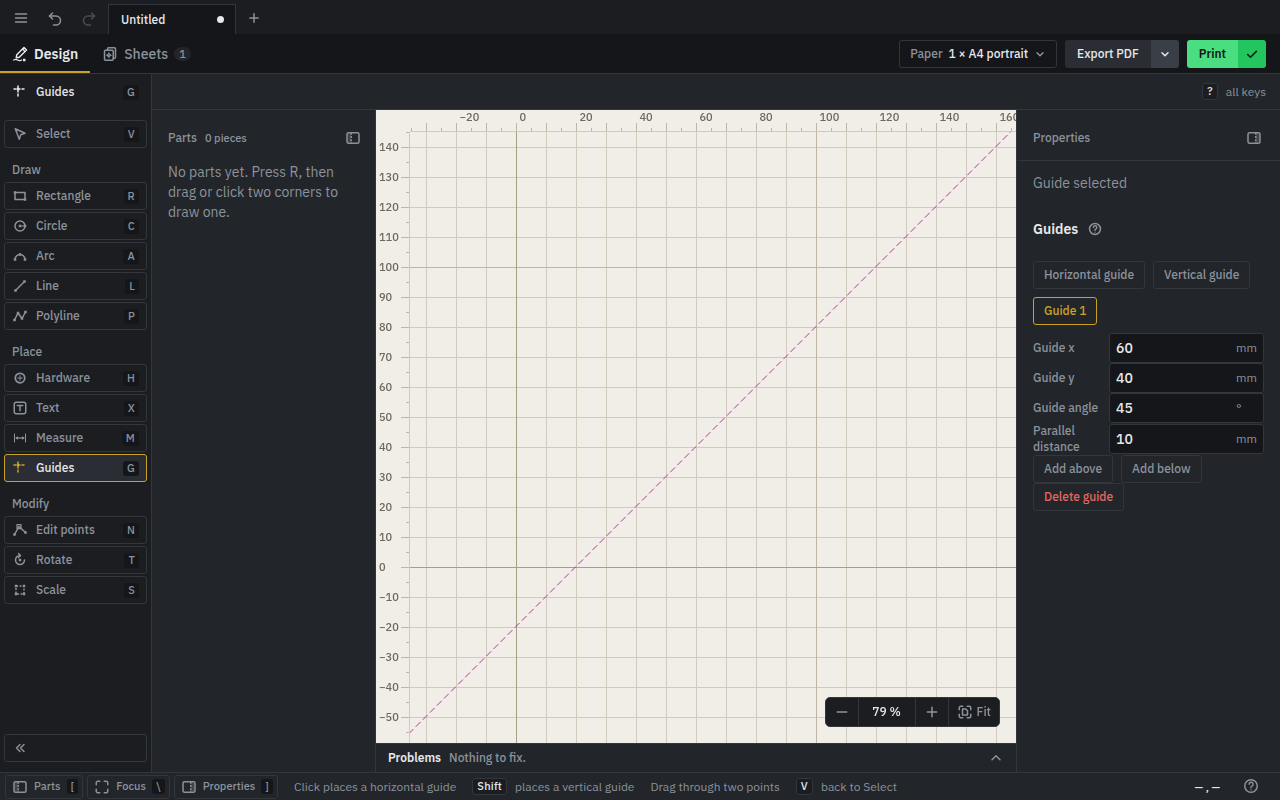 Untitled
Design
Sheets 1
Paper 1 × A4 portrait
Export PDF
Print
Guides G
? all keys
Select V
Draw
Rectangle R
Circle C
Arc A
Line L
Polyline P
Place
Hardware H
Text X
Measure M
Guides G
Modify
Edit points N
Rotate T
Scale S
Parts 0 pieces
No parts yet. Press R, then
drag or click two corners to
draw one.
−20 0 20 40 60 80 100 120 140 160
140
130
120
110
100
90
80
70
60
50
40
30
20
10
0
−10
−20
−30
−40
−50
79 %
Fit
Problems Nothing to fix.
Properties
Guide selected
Guides
Horizontal guide
Vertical guide
Guide 1
Guide x 60 mm
Guide y 40 mm
Guide angle 45 °
Parallel distance 10 mm
Add above
Add below
Delete guide
Parts [
Focus \
Properties ]
Click places a horizontal guide
Shift places a vertical guide
Drag through two points
V back to Select
–,–